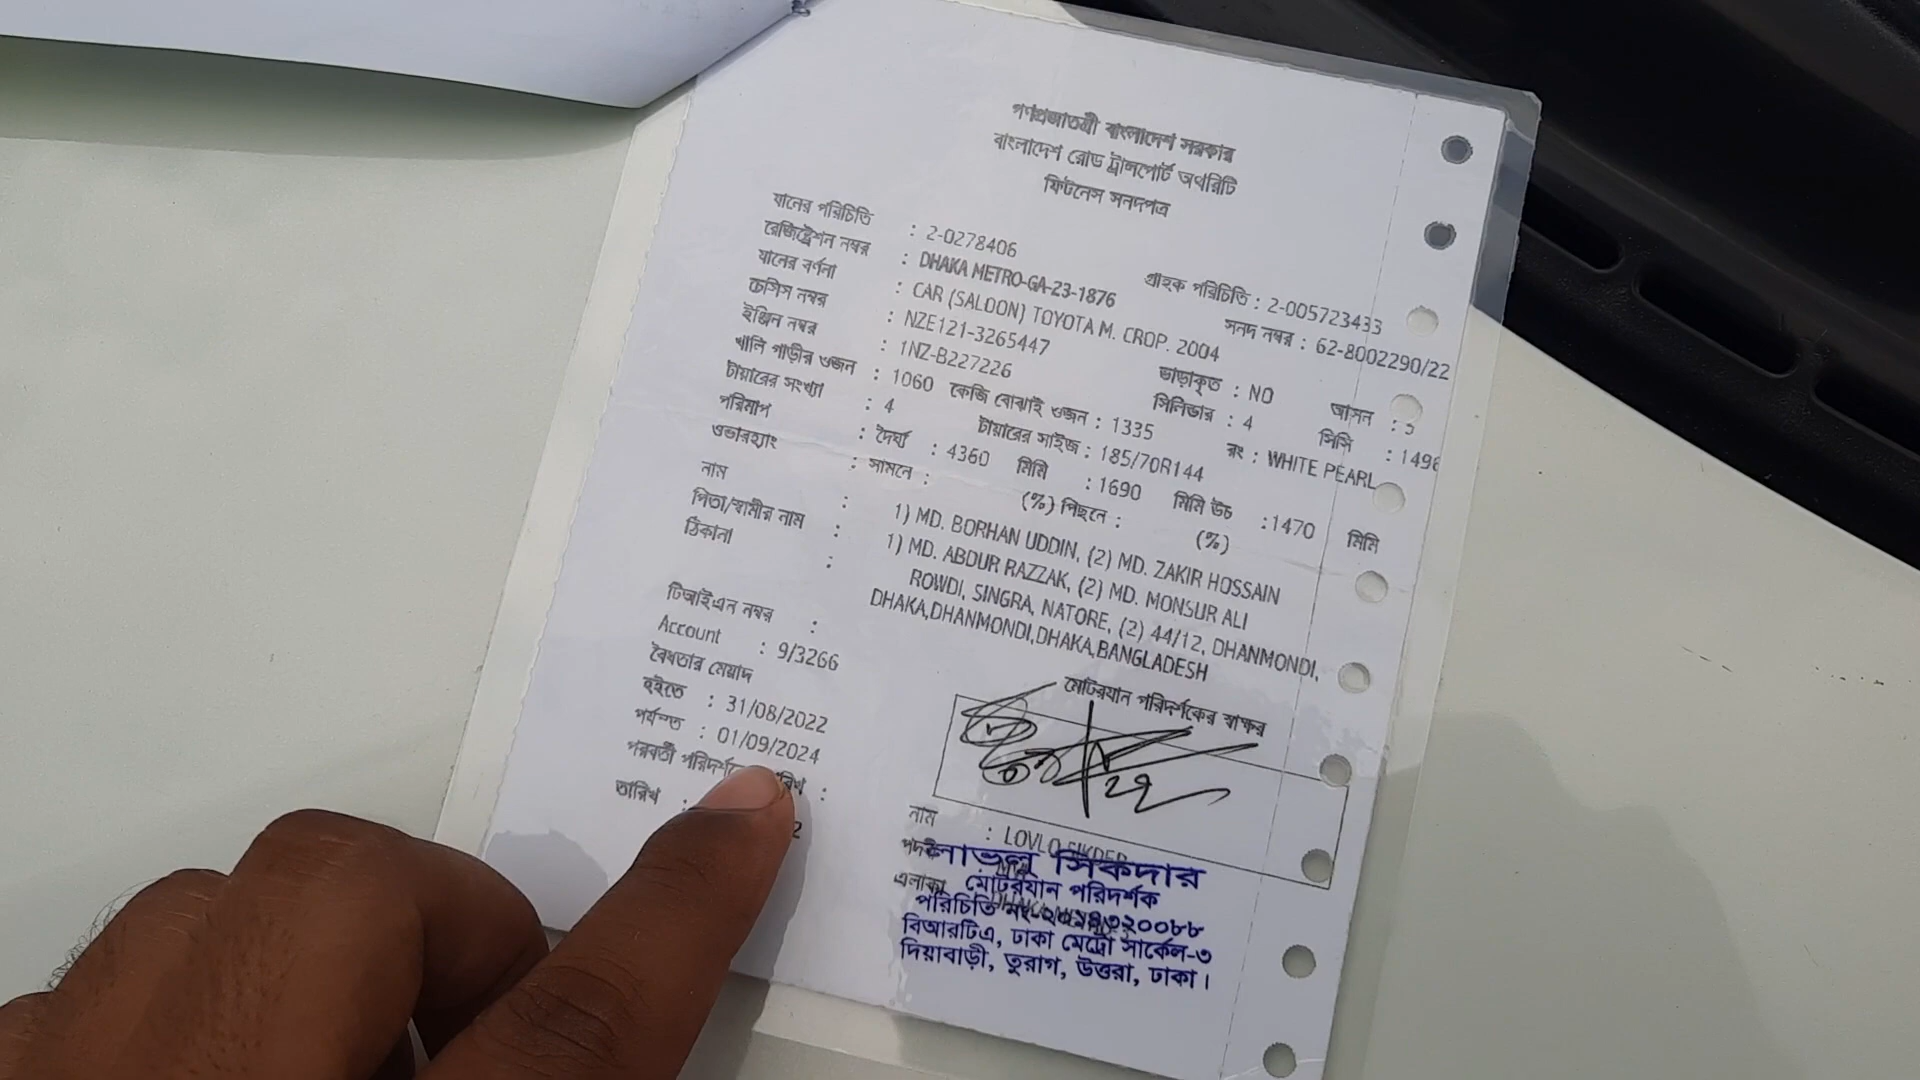 গণপ্রজাতন্ত্রী বাংলাদেশ সরকার
বাংলাদেশ রোড ট্রান্সপোর্ট অথরিটি
ফিটনেস সনদপত্র
যানের পরিচিতি : 2-0278406 গ্রাহক পরিচিতি : 2-005723433
রেজিষ্ট্রেশন নম্বর : DHAKA METRO-GA-23-1876 সনদ নম্বর : 62-8002290/22
যানের বর্ণনা : CAR (SALOON) TOYOTA M. CROP. 2004
চেসিস নম্বর : NZE121-3265447 ভাড়াকৃত : NO আসন :
ইঞ্জিন নম্বর : 1NZ-B227226 সিলিন্ডার : 4 সিসি : 1496
খালি গাড়ীর ওজন : 1060 কেজি বোঝাই ওজন : 1335 রং : WHITE PEARL
টায়ারের সংখ্যা : 4 টায়ারের সাইজ : 185/70R144
পরিমাপ : দৈর্ঘ্য : 4360 মিমি : 1690 মিমি উচ : 1470 মিমি
ওভারহ্যাং : সামনে : (%) পিছনে : (%)
নাম : 1) MD. BORHAN UDDIN, (2) MD. ZAKIR HOSSAIN
পিতা/স্বামীর নাম : 1) MD. ABDUR RAZZAK, (2) MD. MONSUR ALI
ঠিকানা : ROWDI, SINGRA, NATORE, (2) 44/12, DHANMONDI,
DHAKA,DHANMONDI,DHAKA,BANGLADESH
টিআইএন নম্বর :
Account : 9/3266
বৈধতার মেয়াদ
হইতে : 31/08/2022
পর্যন্ত : 01/09/2024
পরবর্তী :
তারিখ : 2
মোটরযান পরিদর্শকের স্বাক্ষর
নাম : LOVLO SIKDER
পদবী
এলাকা
লাভলু সিকদার
মোটরযান পরিদর্শক
পরিচিতি নং-২০১৪৩২০০৮৮
বিআরটিএ, ঢাকা মেট্রো সার্কেল-৩
দিয়াবাড়ী, তুরাগ, উত্তরা, ঢাকা।